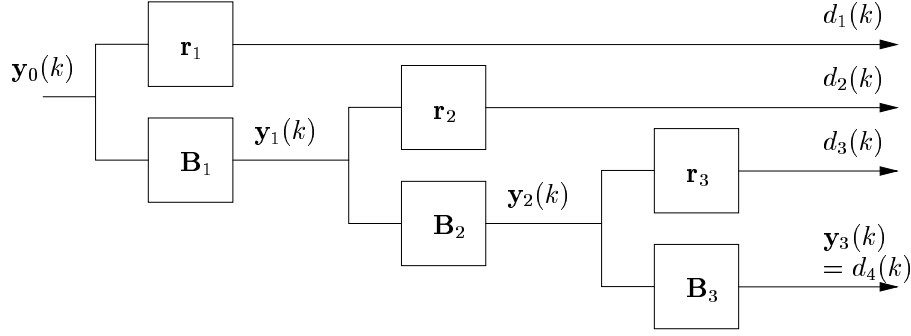 d₁(k)
r₁
y₀(k)
d₂(k)
r₂
y₁(k)
B₁
d₃(k)
r₃
y₂(k)
B₂
y₃(k)
= d₄(k)
B₃